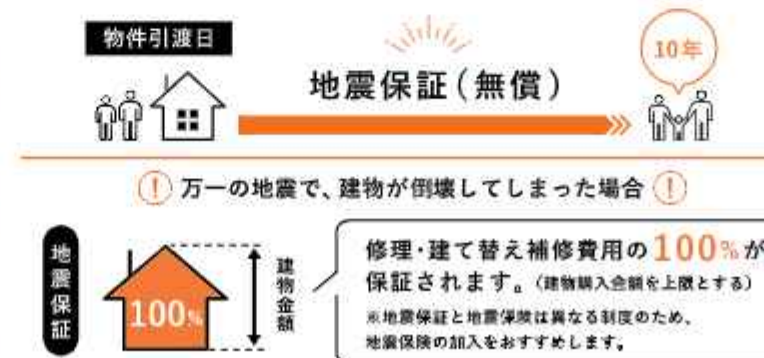 物件引渡日
地震保証(無償)
10年
! 万一の地震で、建物が倒壊してしまった場合 !
地震保証
100%
建物金額
修理・建て替え補修費用の100%が
保証されます。(建物購入金額を上限とする)
※地震保証と地震保険は異なる制度のため、
地震保険の加入をおすすめします。